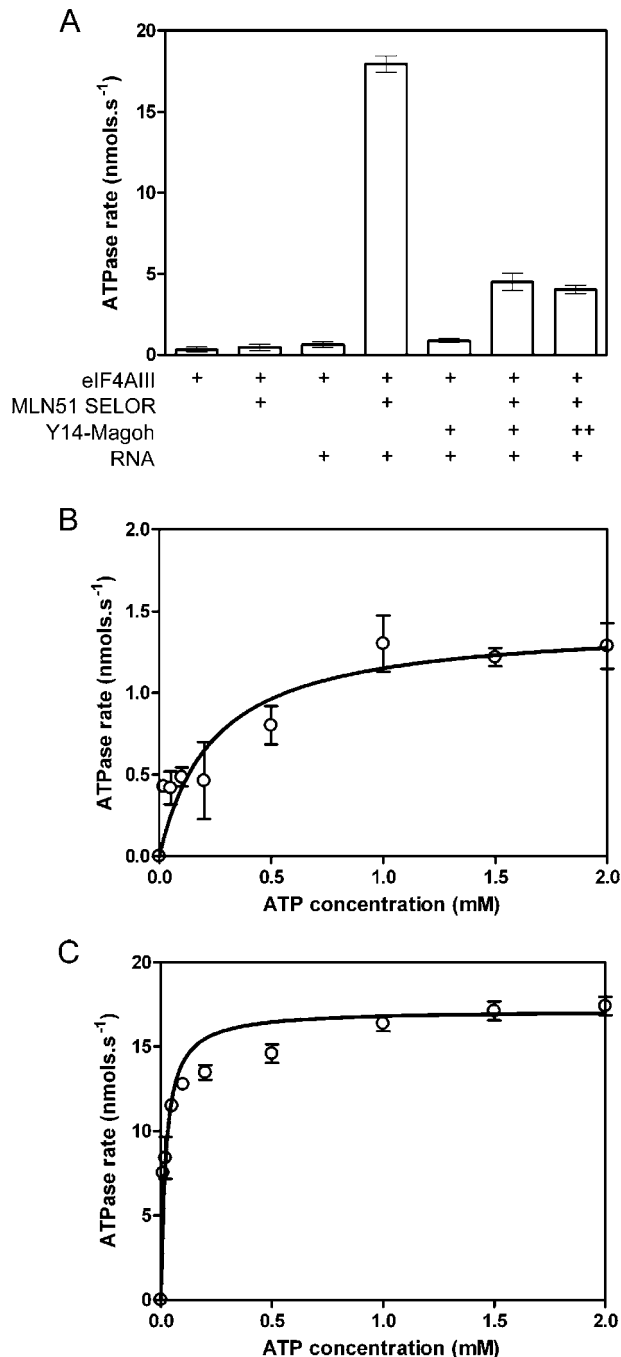 A
20
15
10
5
0
ATPase rate (nmols.s⁻¹)
eIF4AIII + + + + + + +
MLN51 SELOR + + + +
Y14-Magoh + + ++
RNA + + + + +
B
2.0
1.5
1.0
0.5
0.0
ATPase rate (nmols.s⁻¹)
0.0 0.5 1.0 1.5 2.0
ATP concentration (mM)
C
20
15
10
5
0
ATPase rate (nmols.s⁻¹)
0.0 0.5 1.0 1.5 2.0
ATP concentration (mM)